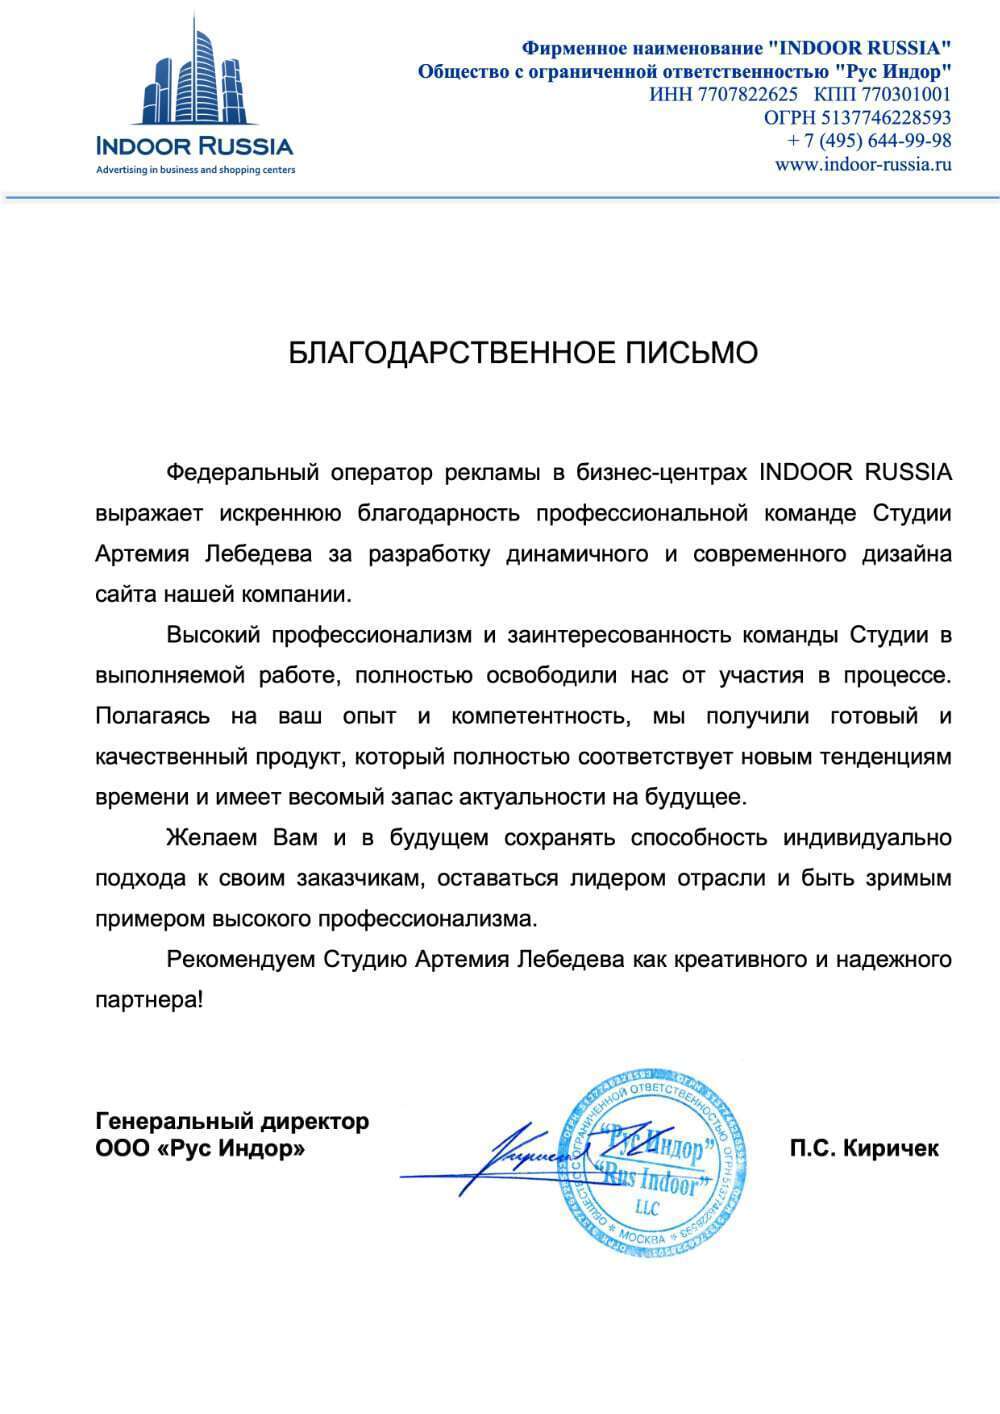 Фирменное наименование "INDOOR RUSSIA"
Общество с ограниченной ответственностью "Рус Индор"
ИНН 7707822625 КПП 770301001
ОГРН 5137746228593
+ 7 (495) 644-99-98
www.indoor-russia.ru
INDOOR RUSSIA
Advertising in business and shopping centers
БЛАГОДАРСТВЕННОЕ ПИСЬМО
Федеральный оператор рекламы в бизнес-центрах INDOOR RUSSIA
выражает искреннюю благодарность профессиональной команде Студии
Артемия Лебедева за разработку динамичного и современного дизайна
сайта нашей компании.
Высокий профессионализм и заинтересованность команды Студии в
выполняемой работе, полностью освободили нас от участия в процессе.
Полагаясь на ваш опыт и компетентность, мы получили готовый и
качественный продукт, который полностью соответствует новым тенденциям
времени и имеет весомый запас актуальности на будущее.
Желаем Вам и в будущем сохранять способность индивидуально
подхода к своим заказчикам, оставаться лидером отрасли и быть зримым
примером высокого профессионализма.
Рекомендуем Студию Артемия Лебедева как креативного и надежного
партнера!
Генеральный директор
ООО «Рус Индор»
П.С. Киричек
ОБЩЕСТВО С ОГРАНИЧЕННОЙ ОТВЕТСТВЕННОСТЬЮ ОГРН 5137746228593
* МОСКВА *
"Рус Индор"
"Rus Indoor"
LLC